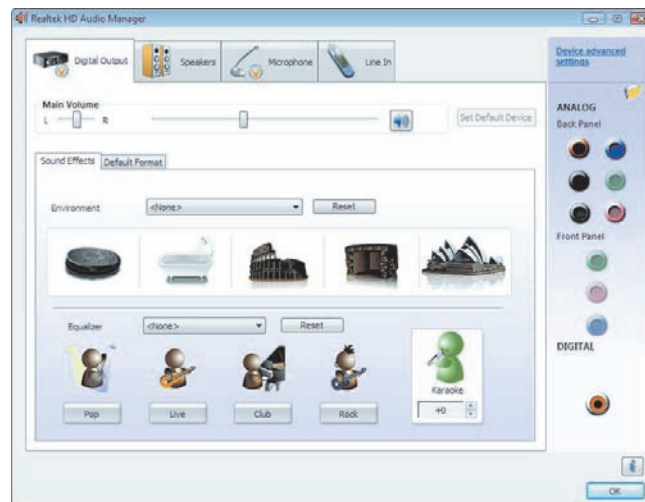 Realtek HD Audio Manager
Digital Output
Speakers
Microphone
Line In
Device advanced settings
Main Volume
L
R
Set Default Device
ANALOG
Back Panel
Sound Effects
Default Format
Environment
<None>
Reset
Front Panel
Equalizer
<None>
Reset
DIGITAL
Karaoke
Pop
Live
Club
Rock
+0
OK